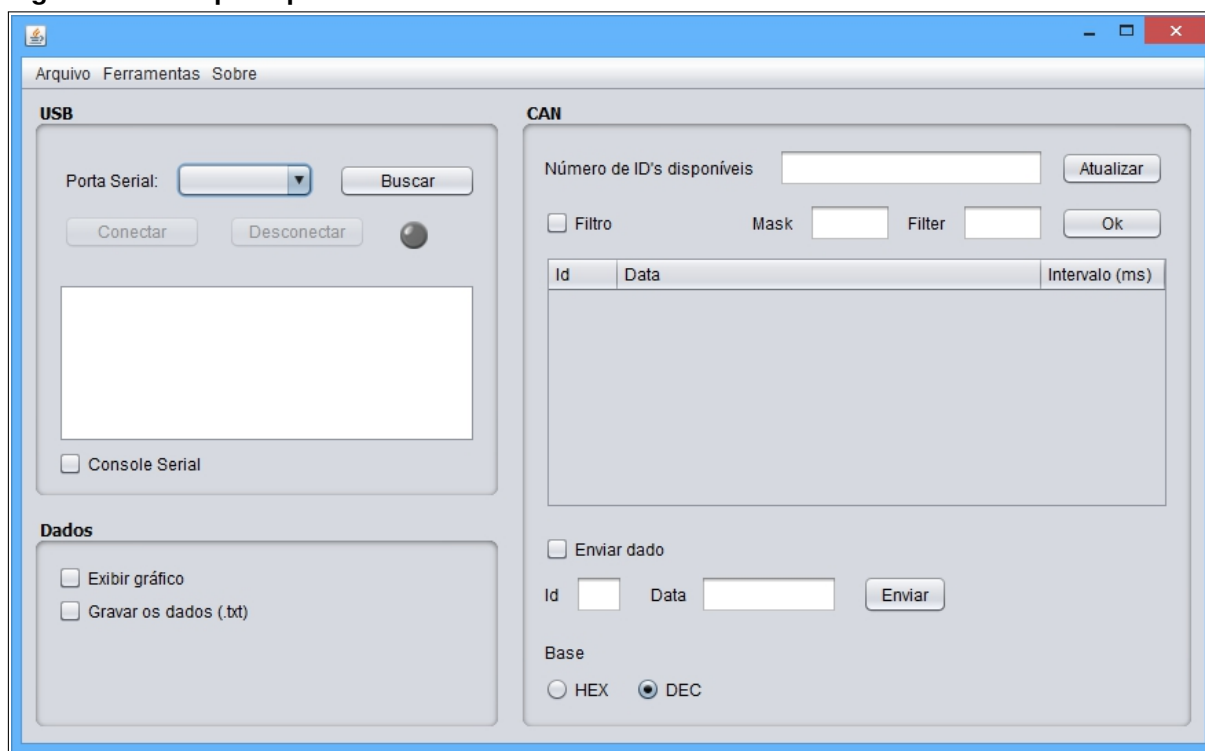 Arquivo Ferramentas Sobre
USB
Porta Serial: Buscar
Conectar Desconectar
Console Serial
Dados
Exibir gráfico
Gravar os dados (.txt)
CAN
Número de ID's disponíveis Atualizar
Filtro Mask Filter Ok
Id Data Intervalo (ms)
Enviar dado
Id Data Enviar
Base
HEX DEC